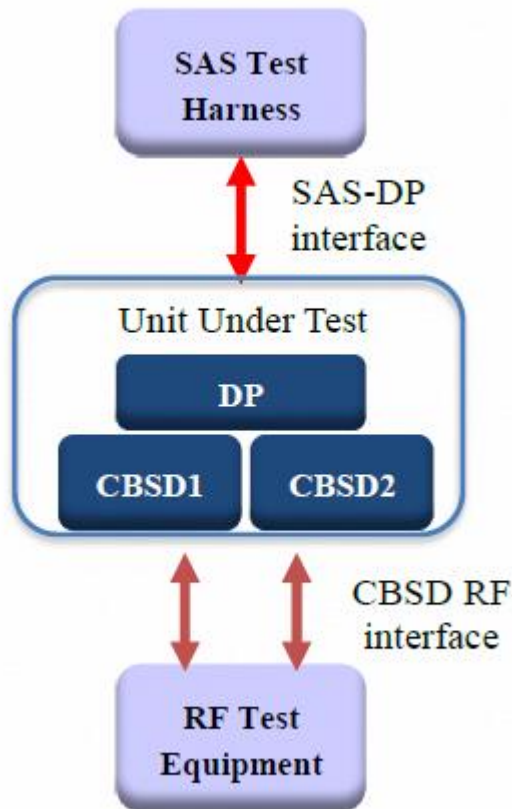 SAS Test
Harness
SAS-DP
interface
Unit Under Test
DP
CBSD1
CBSD2
CBSD RF
interface
RF Test
Equipment